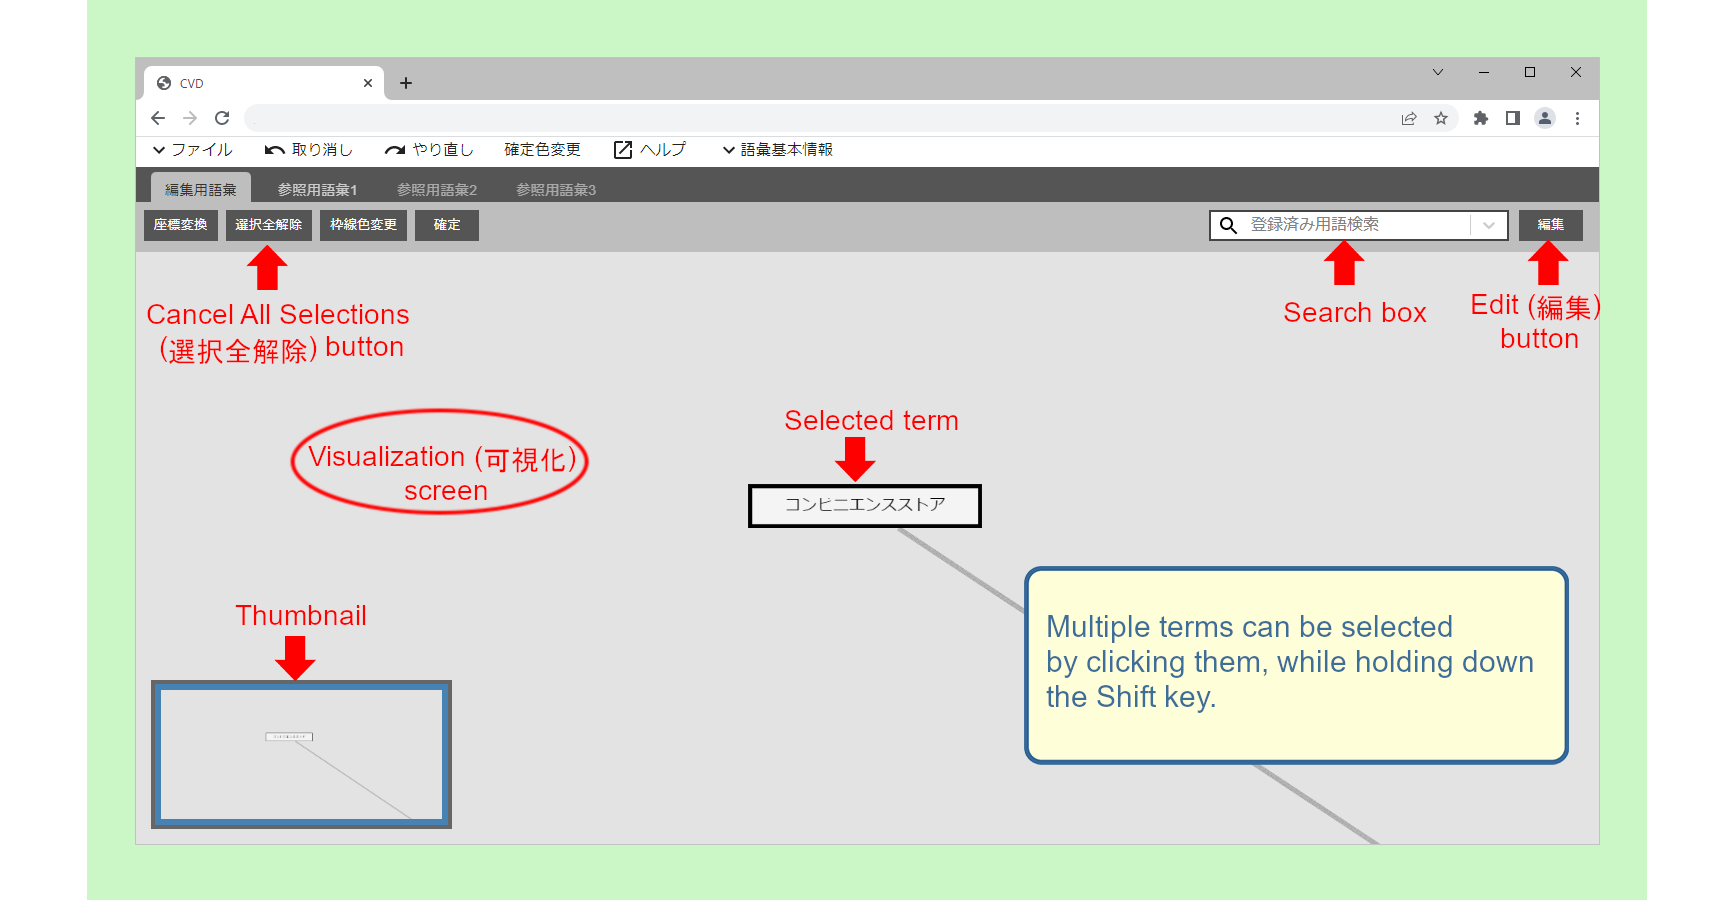 CVD
ファイル 取り消し やり直し 確定色変更 ヘルプ 語彙基本情報
編集用語彙 参照用語彙1 参照用語彙2 参照用語彙3
座標変換 選択全解除 枠線色変更 確定 登録済み用語検索 編集
Cancel All Selections
(選択全解除) button
Search box
Edit (編集)
button
Selected term
Visualization (可視化)
screen
コンビニエンスストア
Multiple terms can be selected
by clicking them, while holding down
the Shift key.
Thumbnail